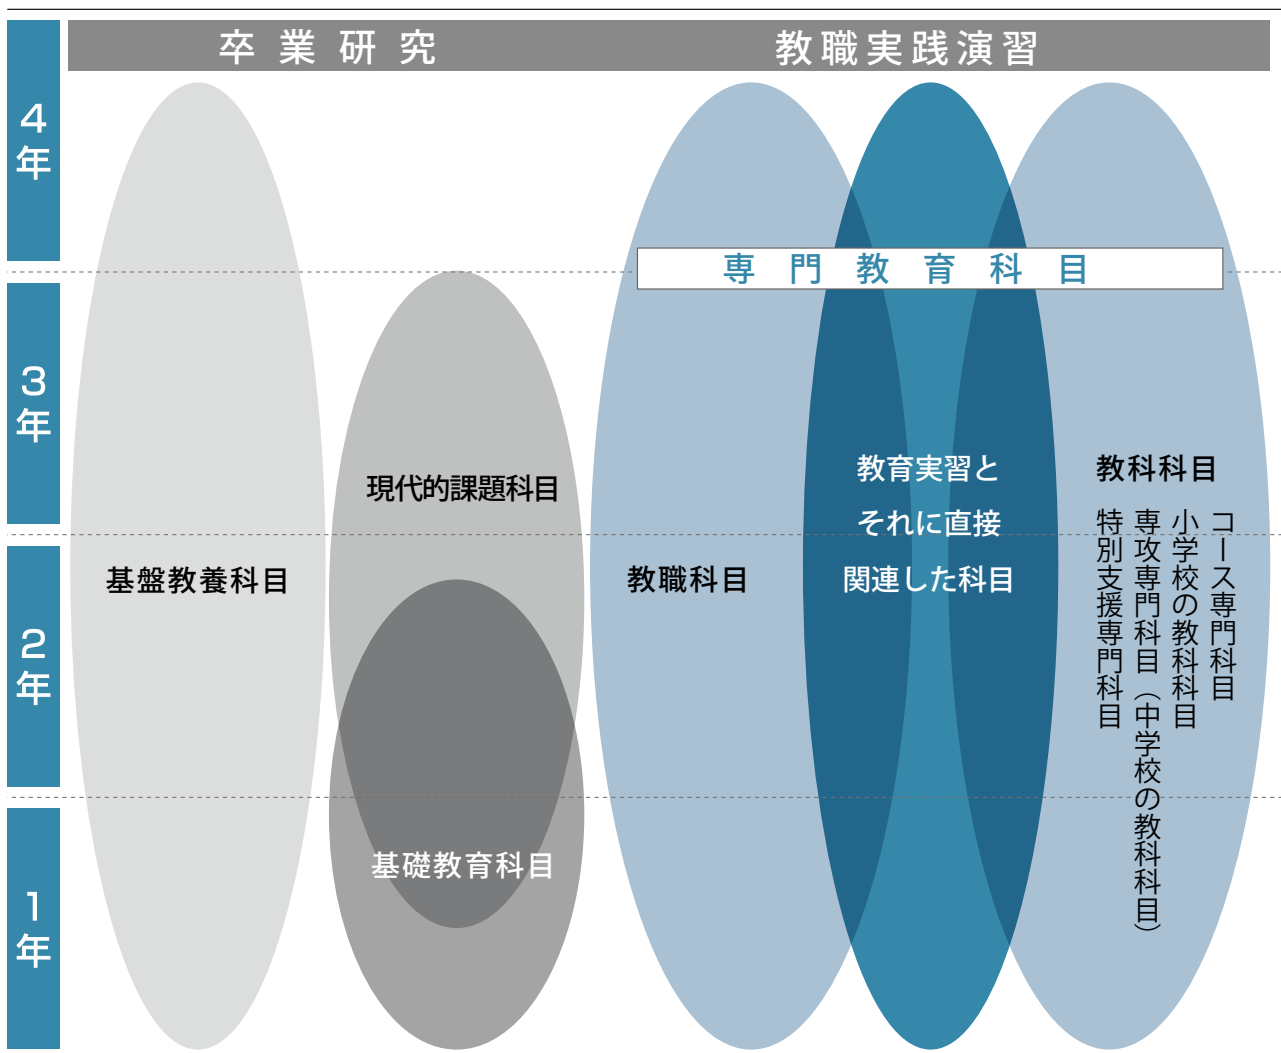 卒業研究
教職実践演習
4年
専門教育科目
3年
現代的課題科目
教育実習と
それに直接
関連した科目
教科科目
コース専門科目
小学校の教科科目
専攻専門科目（中学校の教科科目）
特別支援専門科目
基盤教養科目
教職科目
2年
基礎教育科目
1年